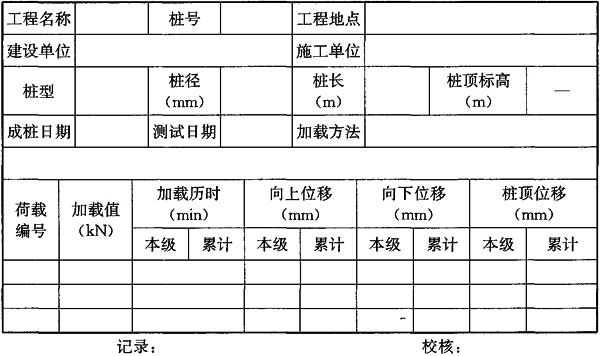 工程名称 桩号 工程地点
建设单位 施工单位
桩型 桩径（mm） 桩长（m） 桩顶标高（m） —
成桩日期 测试日期 加载方法
荷载编号 加载值（kN） 加载历时（min） 向上位移（mm） 向下位移（mm） 桩顶位移（mm）
本级 累计 本级 累计 本级 累计 本级 累计
记录： 校核：